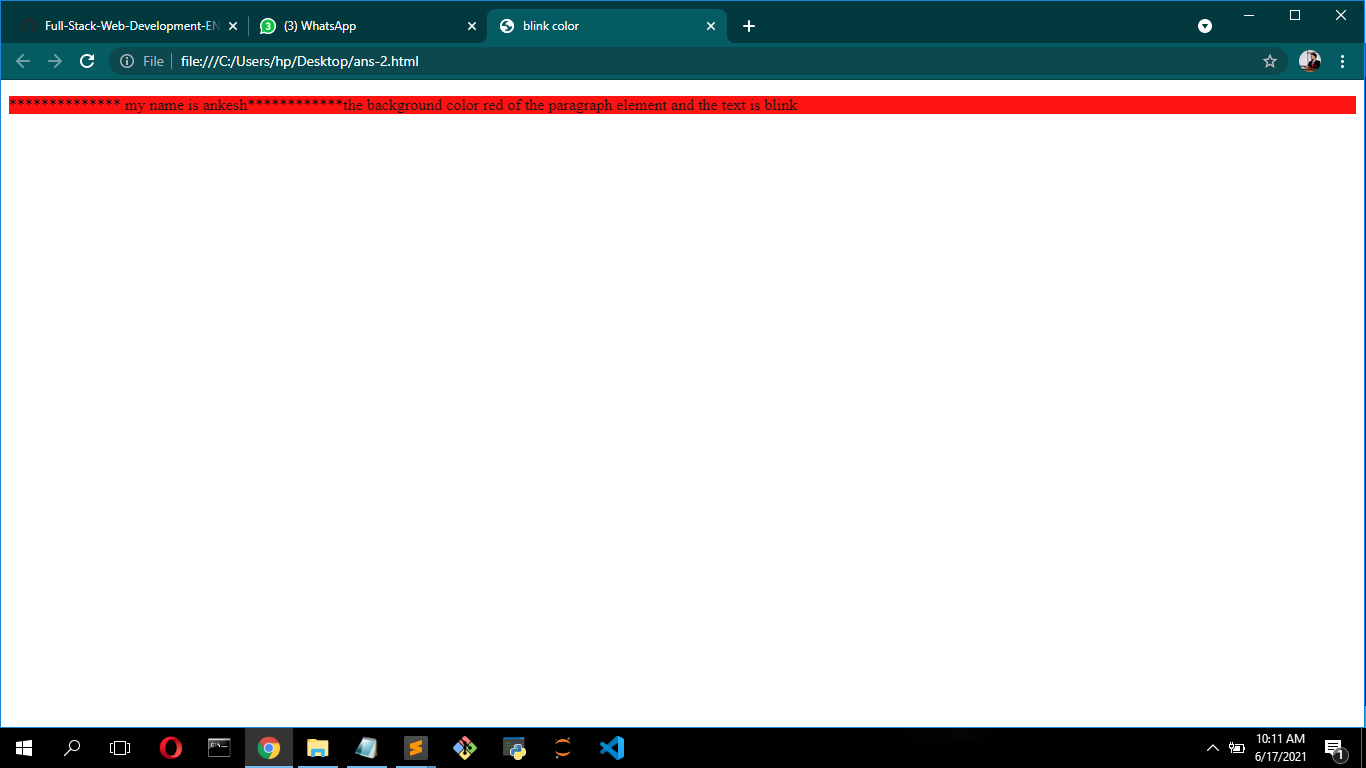 Full-Stack-Web-Development-EN
3
(3) WhatsApp
blink color
File
file:///C:/Users/hp/Desktop/ans-2.html
************** my name is ankesh************the background color red of the paragraph element and the text is blink
10:11 AM
6/17/2021
1